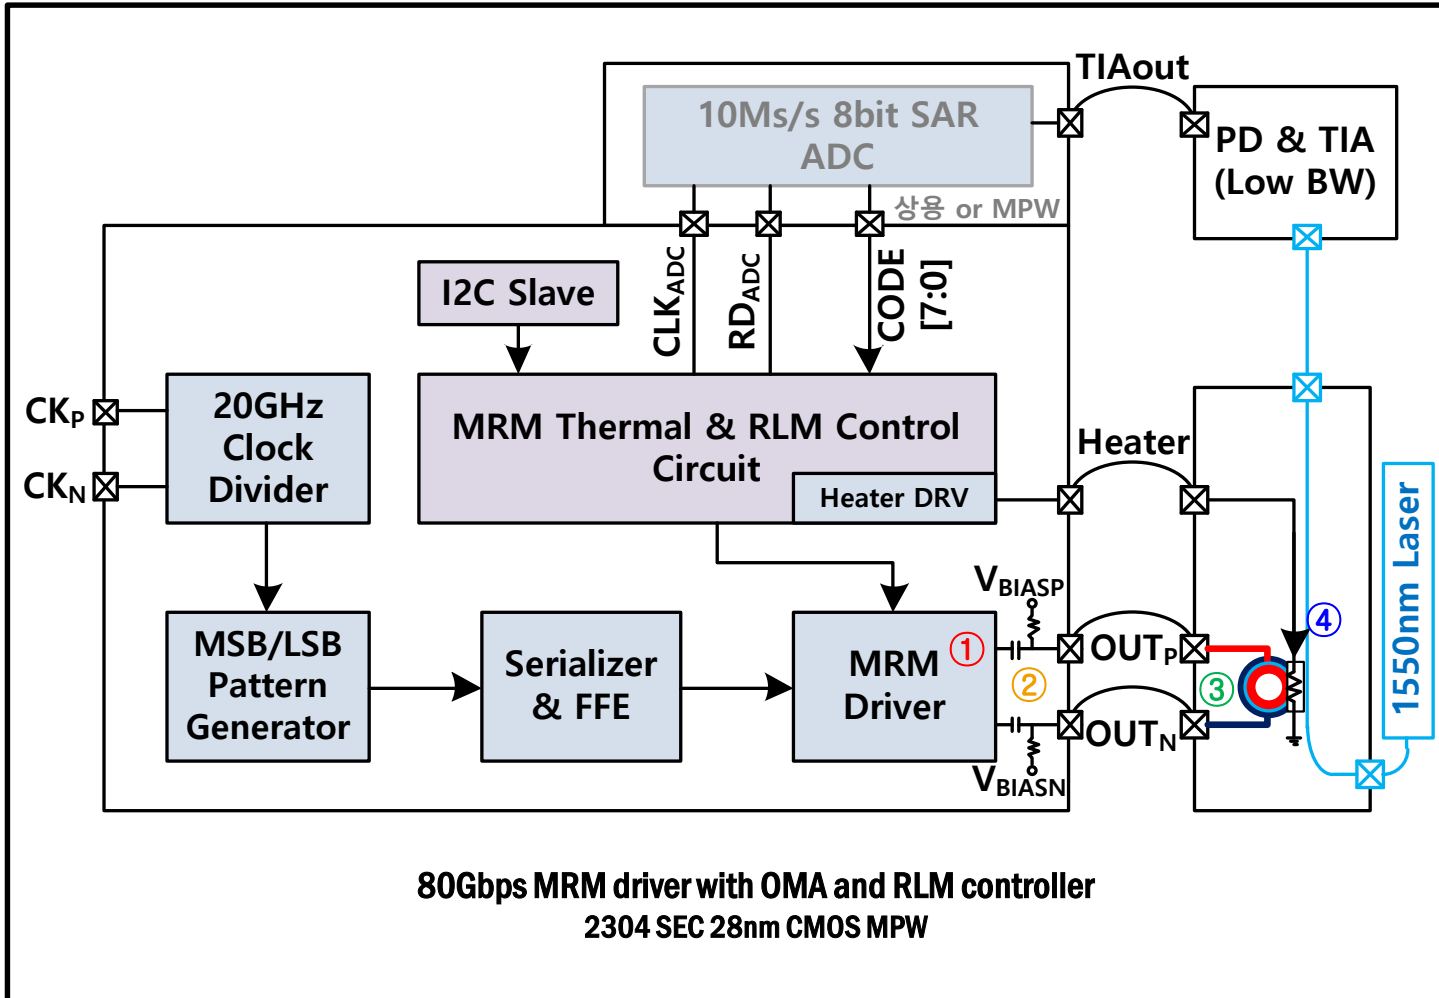 TIAout
10Ms/s 8bit SAR
ADC
PD & TIA
(Low BW)
상용 or MPW
I2C Slave
CLKADC
RDADC
CODE
[7:0]
CKP
CKN
20GHz
Clock
Divider
MRM Thermal & RLM Control
Circuit
Heater DRV
Heater
1550nm Laser
MSB/LSB
Pattern
Generator
Serializer
& FFE
MRM
Driver
①
②
VBIASP
VBIASN
OUTP
OUTN
③
④
80Gbps MRM driver with OMA and RLM controller
2304 SEC 28nm CMOS MPW